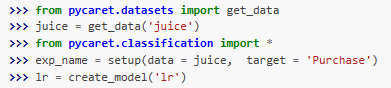 >>> from pycaret.datasets import get_data
>>> juice = get_data('juice')
>>> from pycaret.classification import *
>>> exp_name = setup(data = juice,  target = 'Purchase')
>>> lr = create_model('lr')